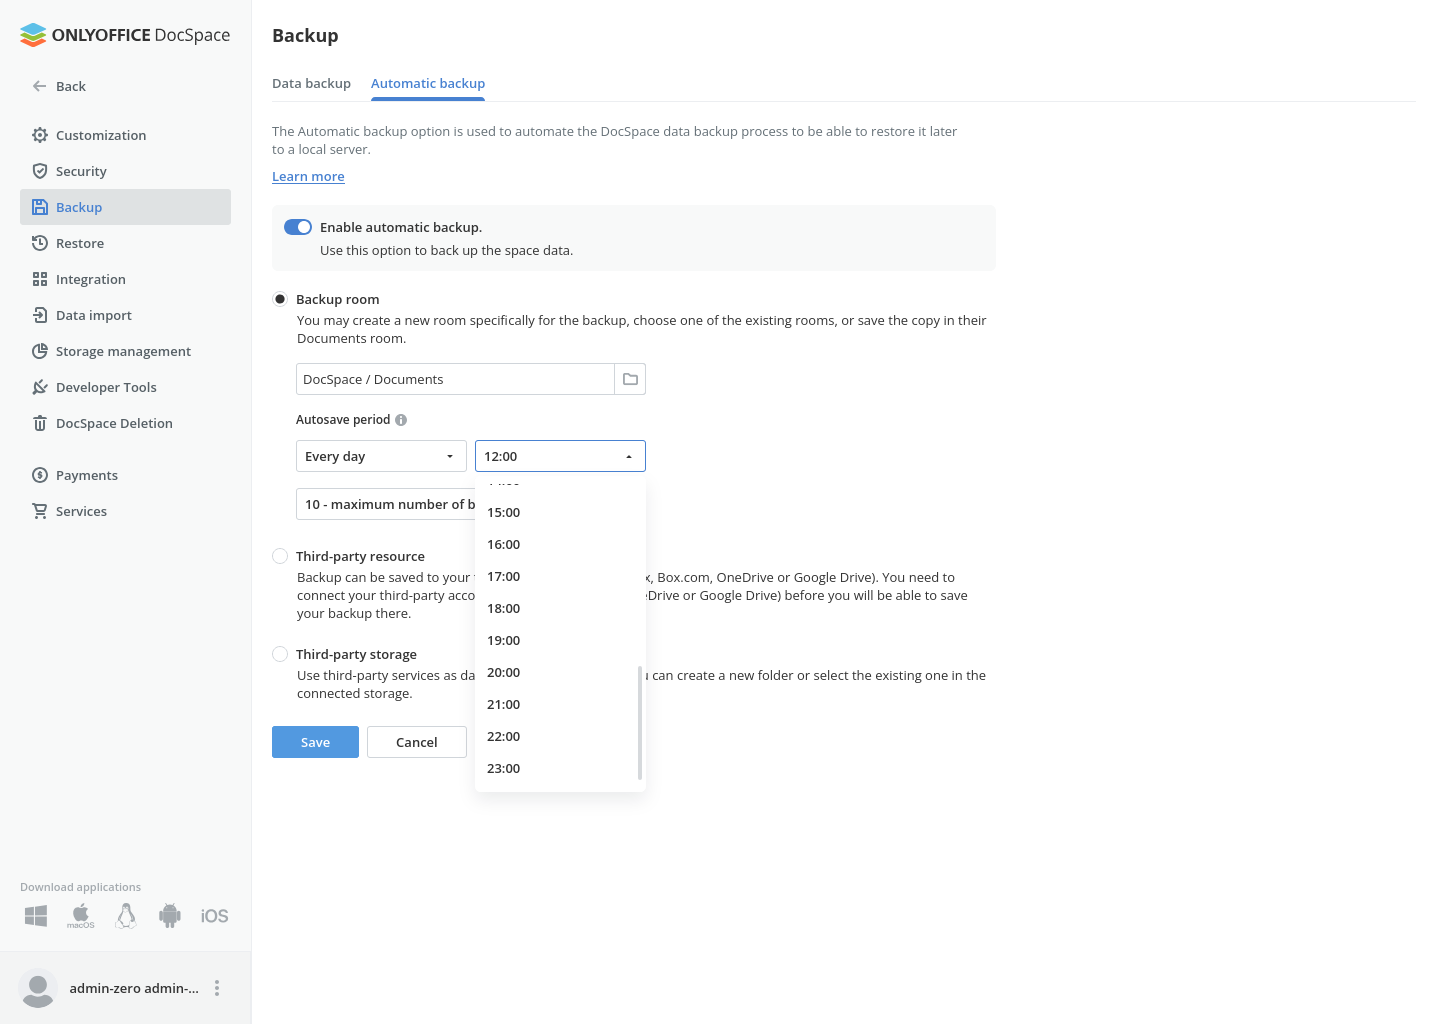 ONLYOFFICE DocSpace
Back
Customization
Security
Backup
Restore
Integration
Data import
Storage management
Developer Tools
DocSpace Deletion
Payments
Services
Download applications
macOS
iOS
admin-zero admin-...
Backup
Data backup
Automatic backup
The Automatic backup option is used to automate the DocSpace data backup process to be able to restore it later
to a local server.
Learn more
Enable automatic backup.
Use this option to back up the space data.
Backup room
You may create a new room specifically for the backup, choose one of the existing rooms, or save the copy in their
Documents room.
DocSpace / Documents
Autosave period
Every day
12:00
10 - maximum number of b
15:00
16:00
17:00
18:00
19:00
20:00
21:00
22:00
23:00
Third-party resource
Backup can be saved to your x, Box.com, OneDrive or Google Drive). You need to
connect your third-party acco eDrive or Google Drive) before you will be able to save
your backup there.
Third-party storage
Use third-party services as da u can create a new folder or select the existing one in the
connected storage.
Save
Cancel